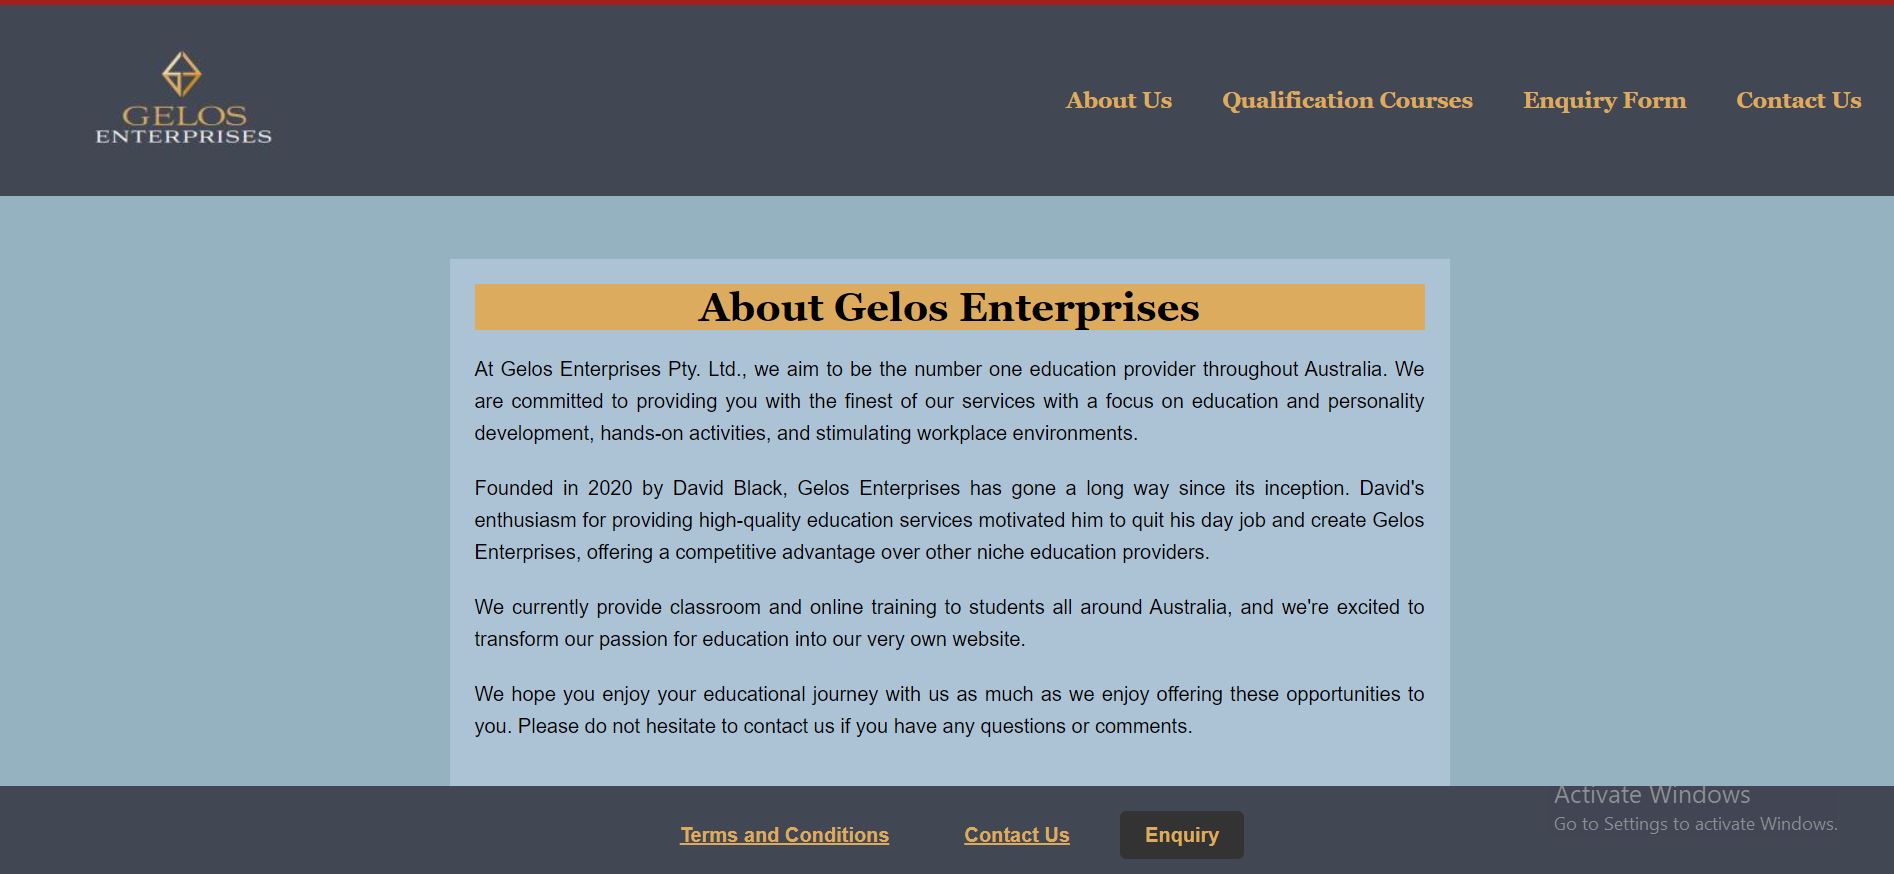 GELOS
ENTERPRISES
About Us
Qualification Courses
Enquiry Form
Contact Us
About Gelos Enterprises
At Gelos Enterprises Pty. Ltd., we aim to be the number one education provider throughout Australia. We
are committed to providing you with the finest of our services with a focus on education and personality
development, hands-on activities, and stimulating workplace environments.
Founded in 2020 by David Black, Gelos Enterprises has gone a long way since its inception. David's
enthusiasm for providing high-quality education services motivated him to quit his day job and create Gelos
Enterprises, offering a competitive advantage over other niche education providers.
We currently provide classroom and online training to students all around Australia, and we're excited to
transform our passion for education into our very own website.
We hope you enjoy your educational journey with us as much as we enjoy offering these opportunities to
you. Please do not hesitate to contact us if you have any questions or comments.
Activate Windows
Go to Settings to activate Windows.
Terms and Conditions
Contact Us
Enquiry